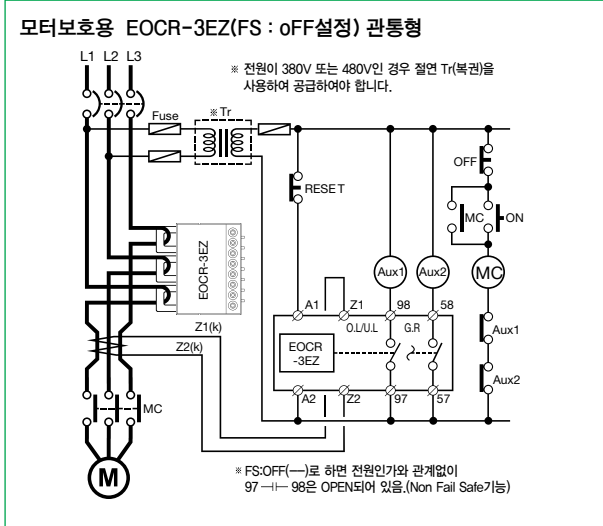 모터보호용 EOCR-3EZ(FS : oFF설정) 관통형
L1 L2 L3
※ 전원이 380V 또는 480V인 경우 절연 Tr(복권)을
사용하여 공급하여야 합니다.
Fuse
※Tr
OFF
RESET
MC
ON
EOCR-3EZ
Aux1
Aux2
MC
A1
Z1
98
58
O.L/U.L
G.R
Z1(k)
EOCR
-3EZ
Aux1
Z2(k)
Aux2
A2
Z2
97
57
MC
M
※ FS:OFF(—)로 하면 전원인가와 관계없이
97 ⊣⊢ 98은 OPEN되어 있음.(Non Fail Safe기능)